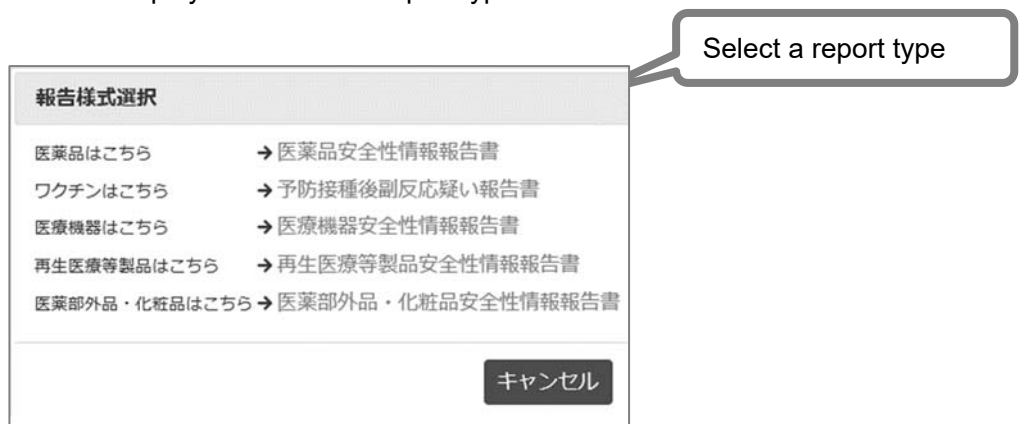 Select a report type
報告様式選択
医薬品はこちら → 医薬品安全性情報報告書
ワクチンはこちら → 予防接種後副反応疑い報告書
医療機器はこちら → 医療機器安全性情報報告書
再生医療等製品はこちら → 再生医療等製品安全性情報報告書
医薬部外品・化粧品はこちら → 医薬部外品・化粧品安全性情報報告書
キャンセル